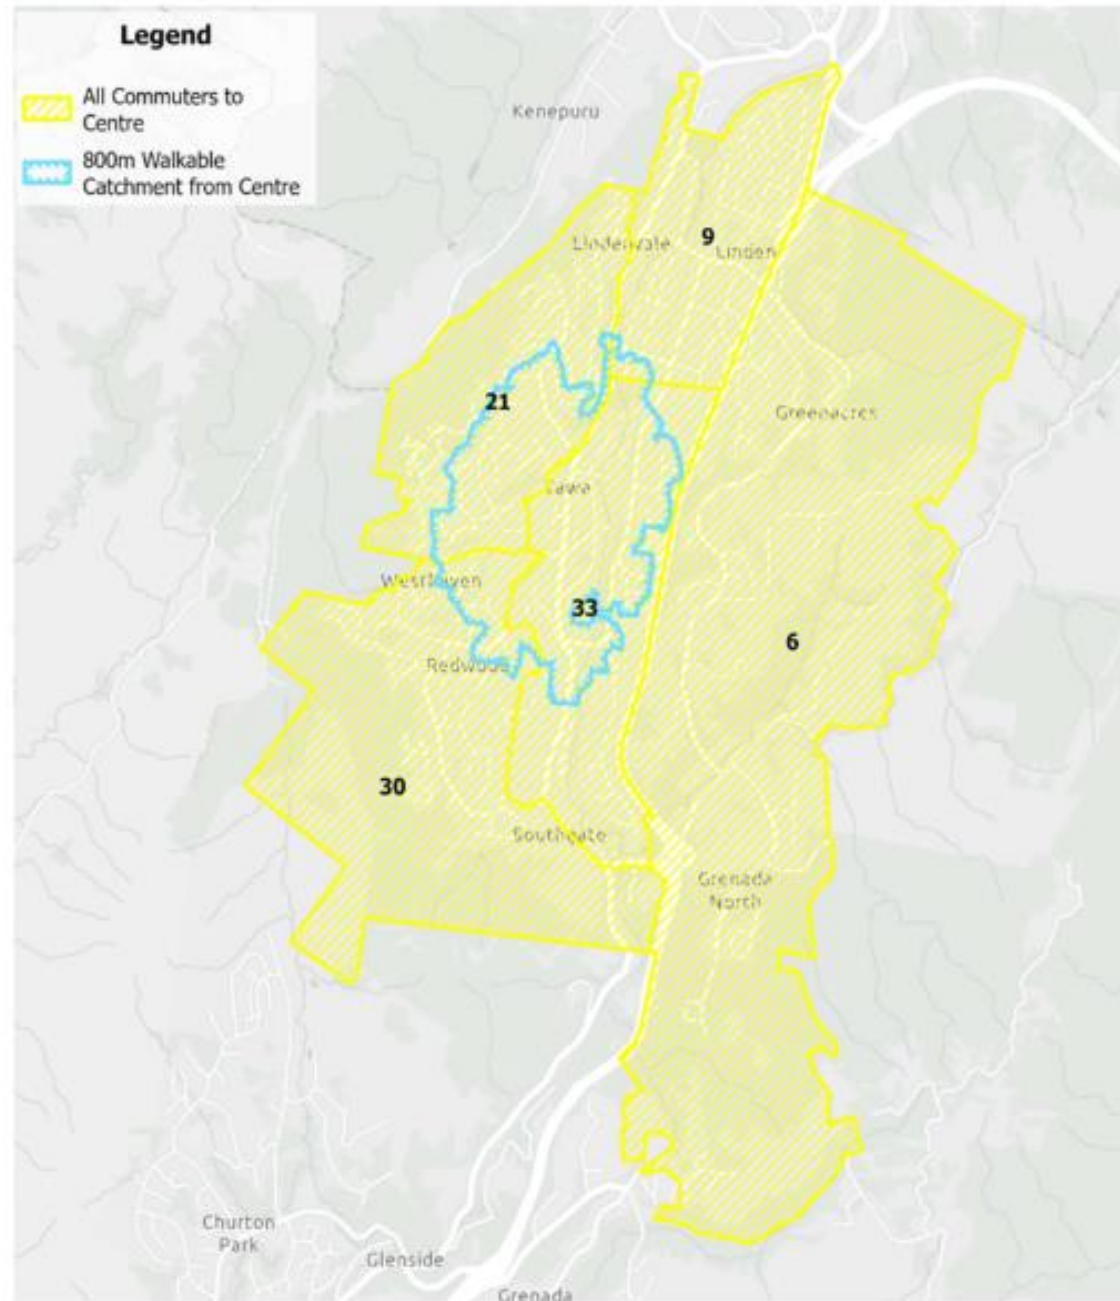 Legend
All Commuters to
Centre
800m Walkable
Catchment from Centre
Kenepuru
Lindenvale
9
Linden
21
Greenacres
Tawa
Westhaven
33
6
Redwood
30
Southgate
Grenada
North
Churton
Park
Glenside
Grenada